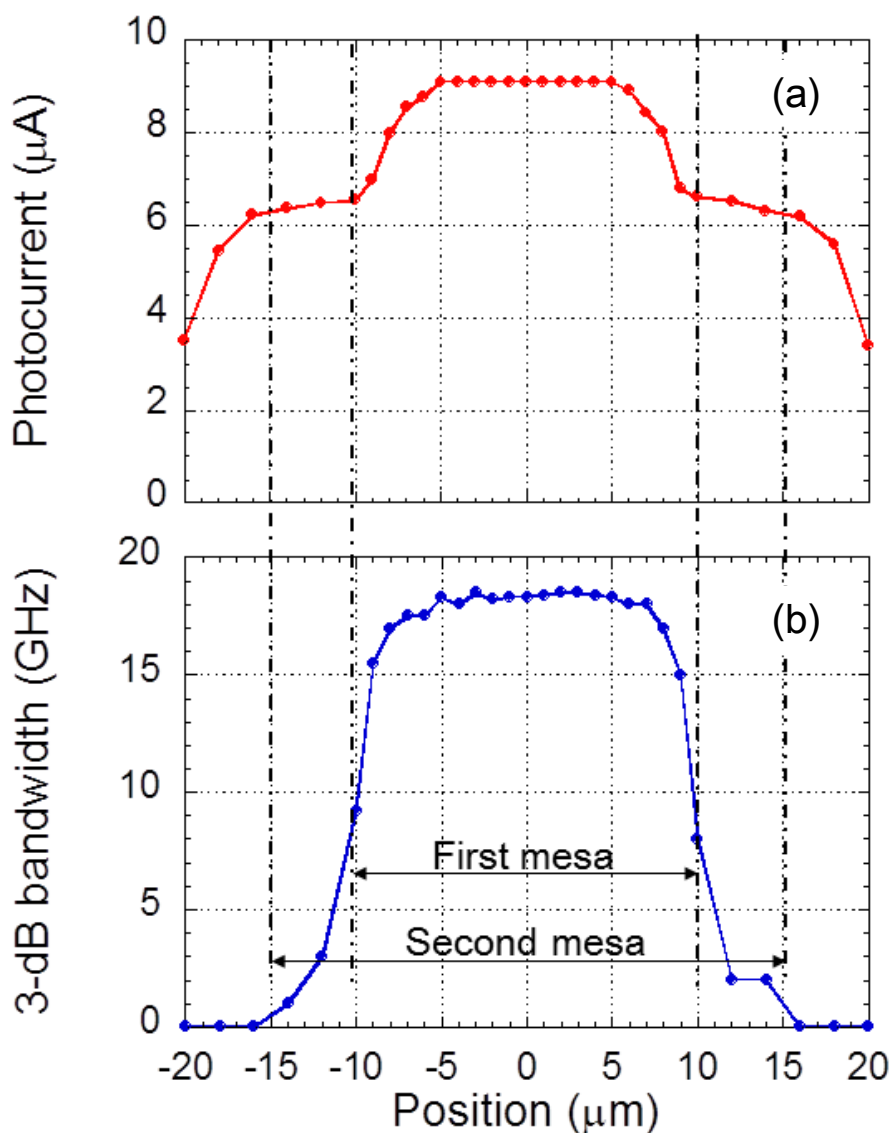 10
8
6
4
2
0
Photocurrent (μA)
(a)
20
15
10
5
0
3-dB bandwidth (GHz)
(b)
First mesa
Second mesa
-20 -15 -10 -5 0 5 10 15 20
Position (μm)